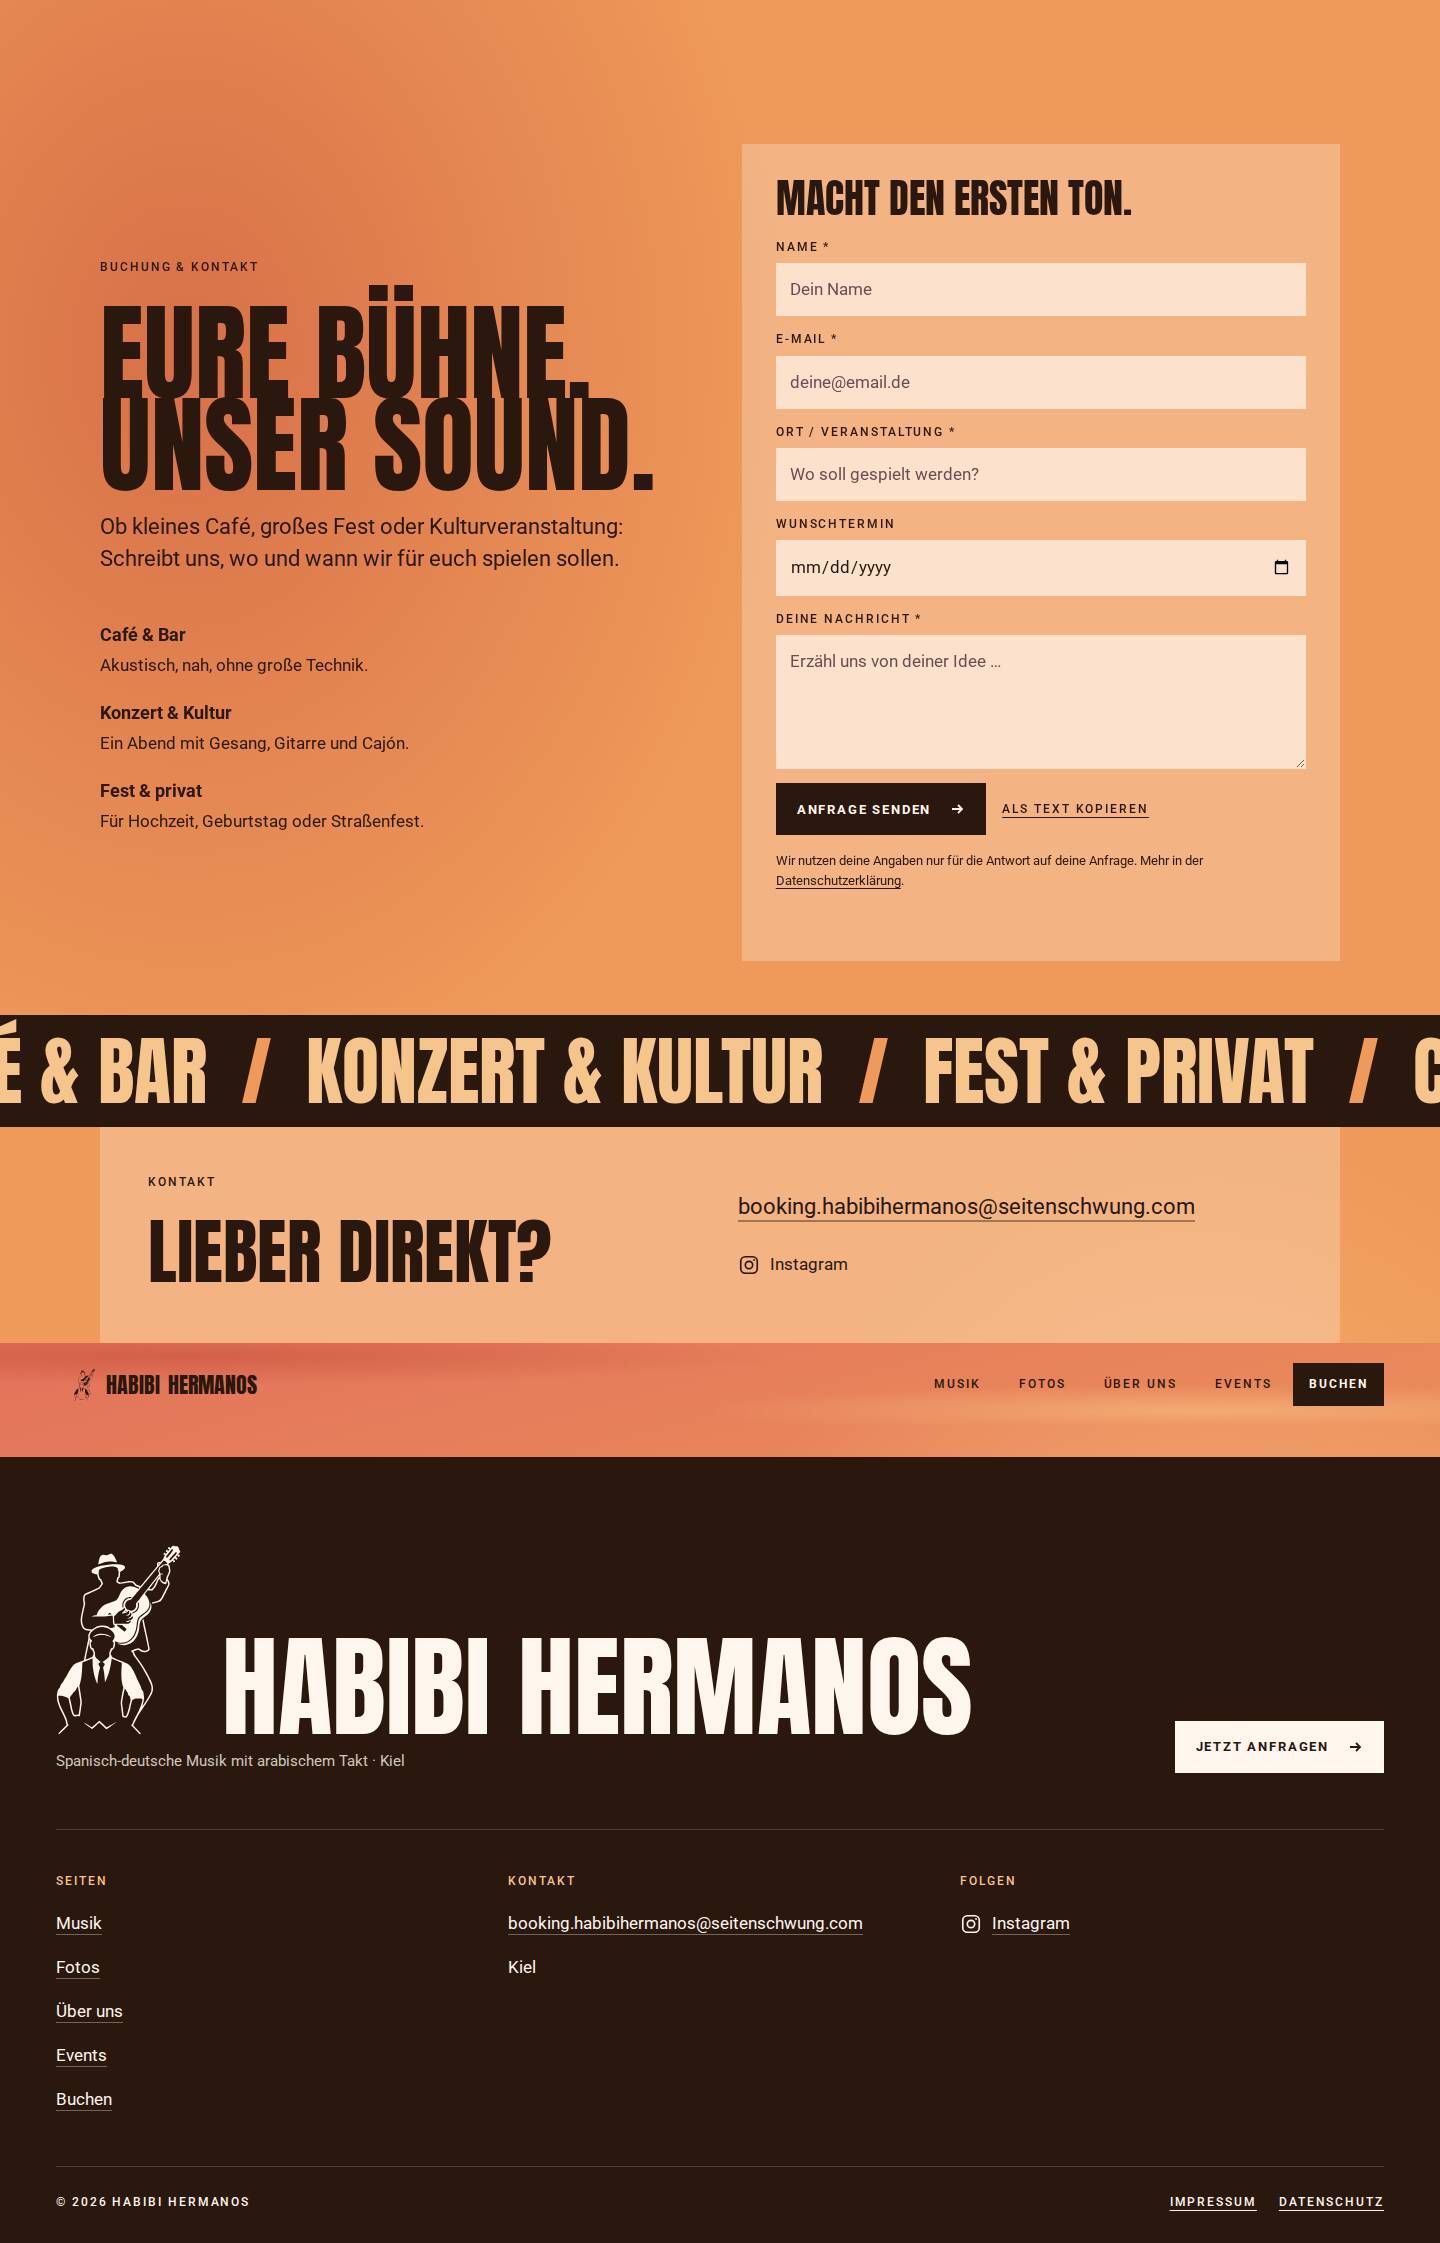 BUCHUNG & KONTAKT
EURE BÜHNE.
UNSER SOUND.
Ob kleines Café, großes Fest oder Kulturveranstaltung:
Schreibt uns, wo und wann wir für euch spielen sollen.
Café & Bar
Akustisch, nah, ohne große Technik.
Konzert & Kultur
Ein Abend mit Gesang, Gitarre und Cajón.
Fest & privat
Für Hochzeit, Geburtstag oder Straßenfest.
MACHT DEN ERSTEN TON.
NAME *
Dein Name
E-MAIL *
deine@email.de
ORT / VERANSTALTUNG *
Wo soll gespielt werden?
WUNSCHTERMIN
mm/dd/yyyy
DEINE NACHRICHT *
Erzähl uns von deiner Idee …
ANFRAGE SENDEN → ALS TEXT KOPIEREN
Wir nutzen deine Angaben nur für die Antwort auf deine Anfrage. Mehr in der
Datenschutzerklärung.
É & BAR / KONZERT & KULTUR / FEST & PRIVAT / C
KONTAKT
LIEBER DIREKT?
booking.habibihermanos@seitenschwung.com
Instagram
HABIBI HERMANOS MUSIK FOTOS ÜBER UNS EVENTS BUCHEN
HABIBI HERMANOS
Spanisch-deutsche Musik mit arabischem Takt · Kiel
JETZT ANFRAGEN →
SEITEN
Musik
Fotos
Über uns
Events
Buchen
KONTAKT
booking.habibihermanos@seitenschwung.com
Kiel
FOLGEN
Instagram
© 2026 HABIBI HERMANOS
IMPRESSUM DATENSCHUTZ